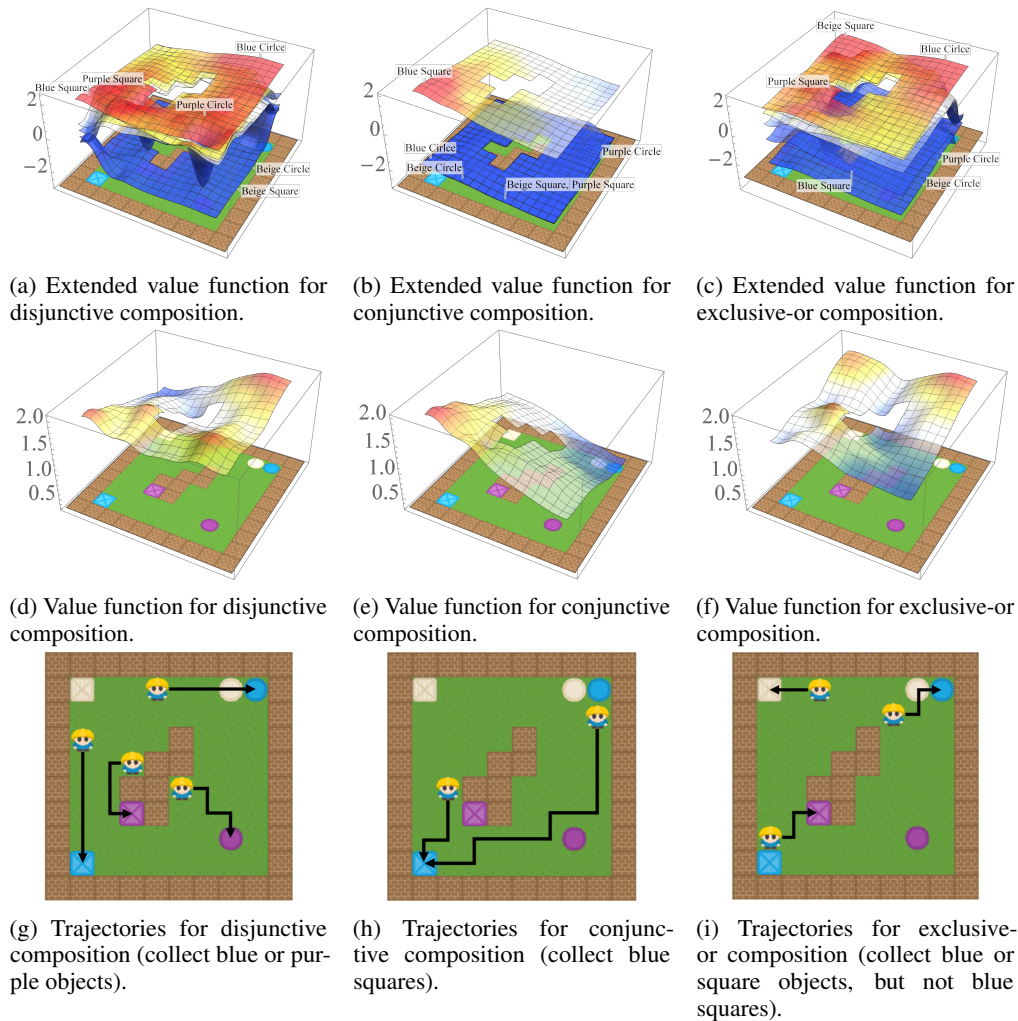 Blue Cirlce
Purple Square
Blue Square
Purple Circle
Beige Circle
Beige Square
2
0
−2
Blue Square
Blue Cirlce
Beige Circle
Purple Circle
Beige Square, Purple Square
2
0
−2
Beige Square
Blue Cirlce
Purple Square
Purple Circle
Blue Square
Beige Circle
2
0
−2
(a) Extended value function for
disjunctive composition.
(b) Extended value function for
conjunctive composition.
(c) Extended value function for
exclusive-or composition.
2.0
1.5
1.0
0.5
2.0
1.5
1.0
0.5
2.0
1.5
1.0
0.5
(d) Value function for disjunctive
composition.
(e) Value function for conjunctive
composition.
(f) Value function for exclusive-or
composition.
(g) Trajectories for disjunctive
composition (collect blue or pur-
ple objects).
(h) Trajectories for conjunc-
tive composition (collect blue
squares).
(i) Trajectories for exclusive-
or composition (collect blue or
square objects, but not blue
squares).